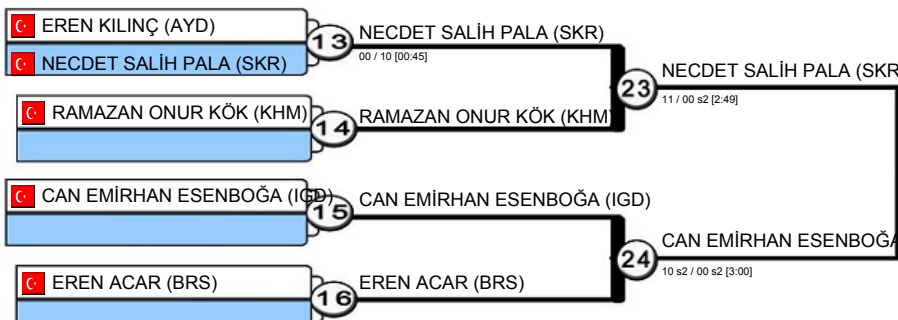 EREN KILINÇ (AYD)
NECDET SALİH PALA (SKR)
13
NECDET SALİH PALA (SKR)
00 / 10 [00:45]
RAMAZAN ONUR KÖK (KHM)
14
RAMAZAN ONUR KÖK (KHM)
23
NECDET SALİH PALA (SKR
11 / 00 s2 [2:49]
CAN EMİRHAN ESENBOĞA (IGD)
15
CAN EMİRHAN ESENBOĞA (IGD)
EREN ACAR (BRS)
16
EREN ACAR (BRS)
24
CAN EMİRHAN ESENBOĞA
10 s2 / 00 s2 [3:00]